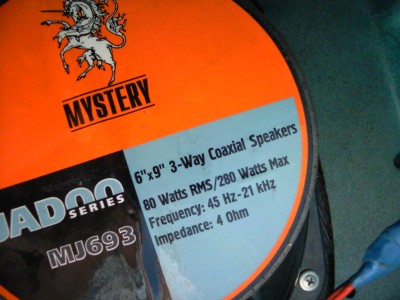 MYSTERY
6"x9" 3-Way Coaxial Speakers
80 Watts RMS/280 Watts Max
Frequency: 45 Hz-21 kHz
Impedance: 4 Ohm
JADOO
SERIES
MJ693